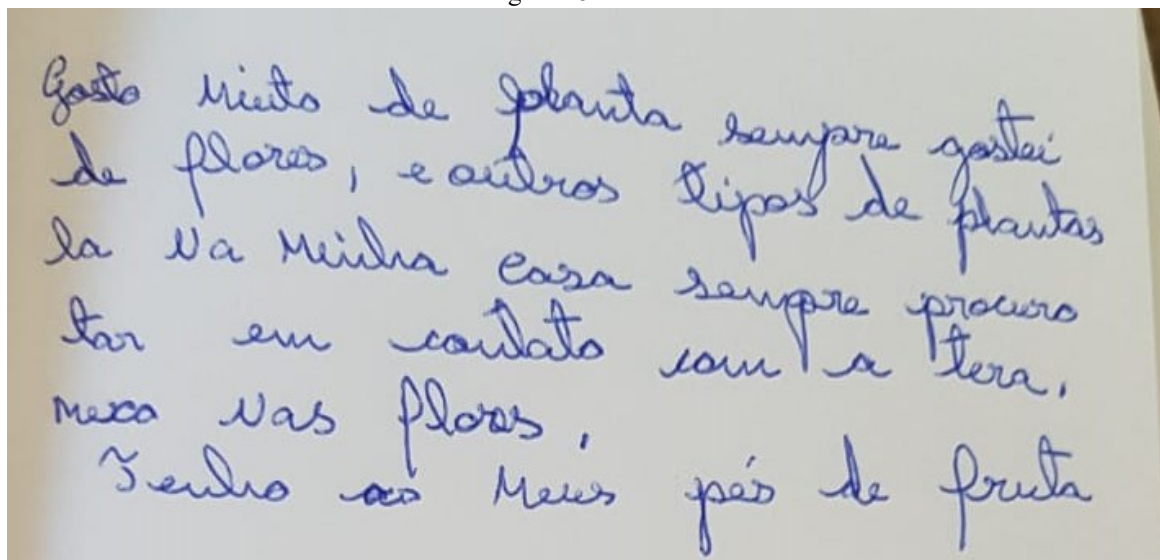 Gosto muito de planta sempre gostei
de flores, e outros tipos de plantas
la na minha casa sempre procuro
tar em contato com a tera,
mexo nas flores,
Tenho os meus pés de fruta